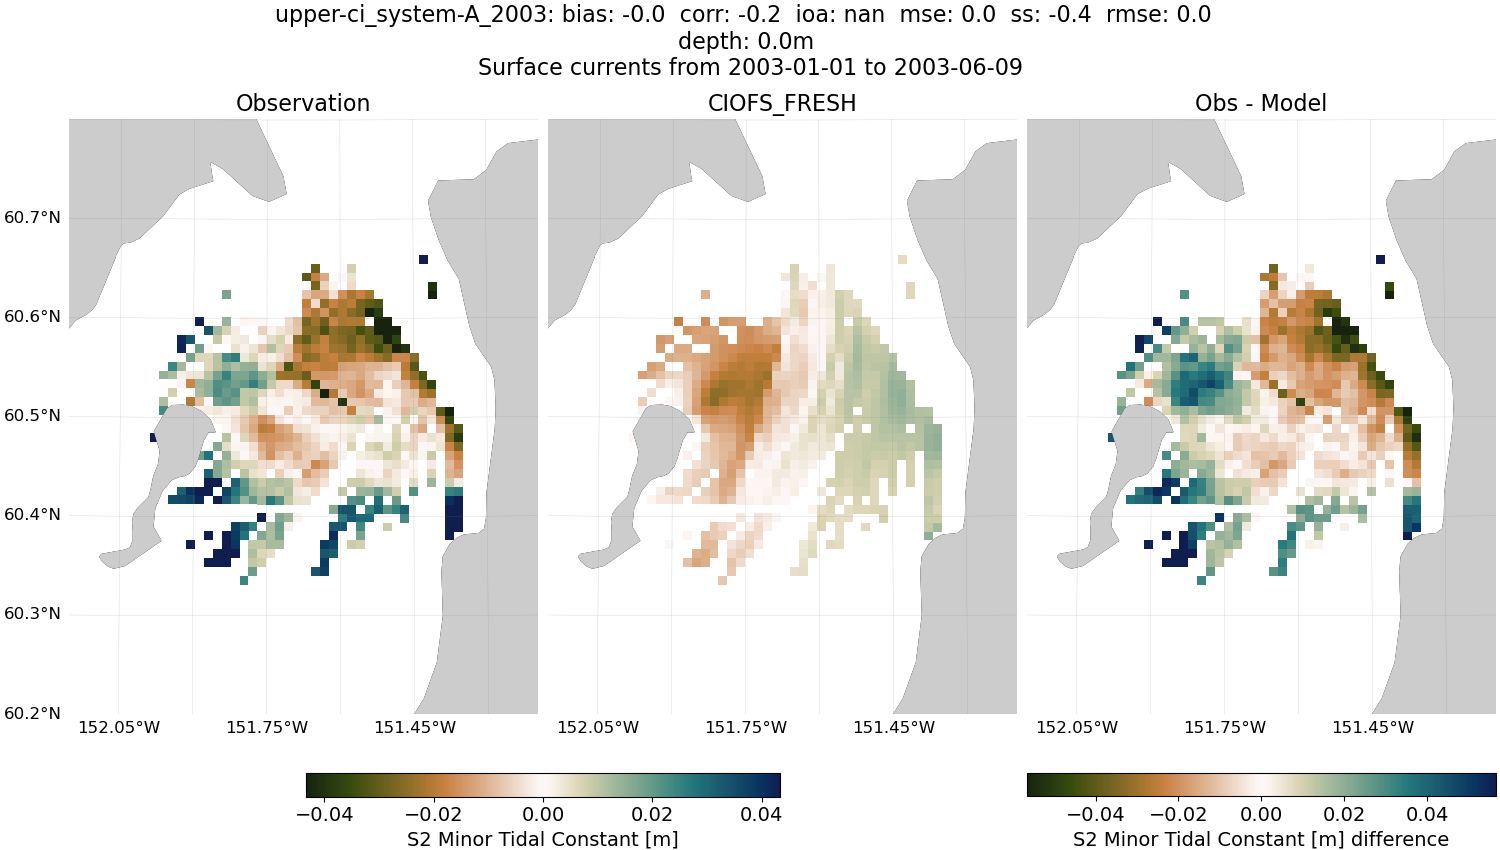 upper-ci_system-A_2003: bias: -0.0  corr: -0.2  ioa: nan  mse: 0.0  ss: -0.4  rmse: 0.0
depth: 0.0m
Surface currents from 2003-01-01 to 2003-06-09
Observation
CIOFS_FRESH
Obs - Model
60.7°N
60.6°N
60.5°N
60.4°N
60.3°N
60.2°N
152.05°W 151.75°W 151.45°W
152.05°W 151.75°W 151.45°W
152.05°W 151.75°W 151.45°W
−0.04 −0.02 0.00 0.02 0.04
S2 Minor Tidal Constant [m]
−0.04 −0.02 0.00 0.02 0.04
S2 Minor Tidal Constant [m] difference